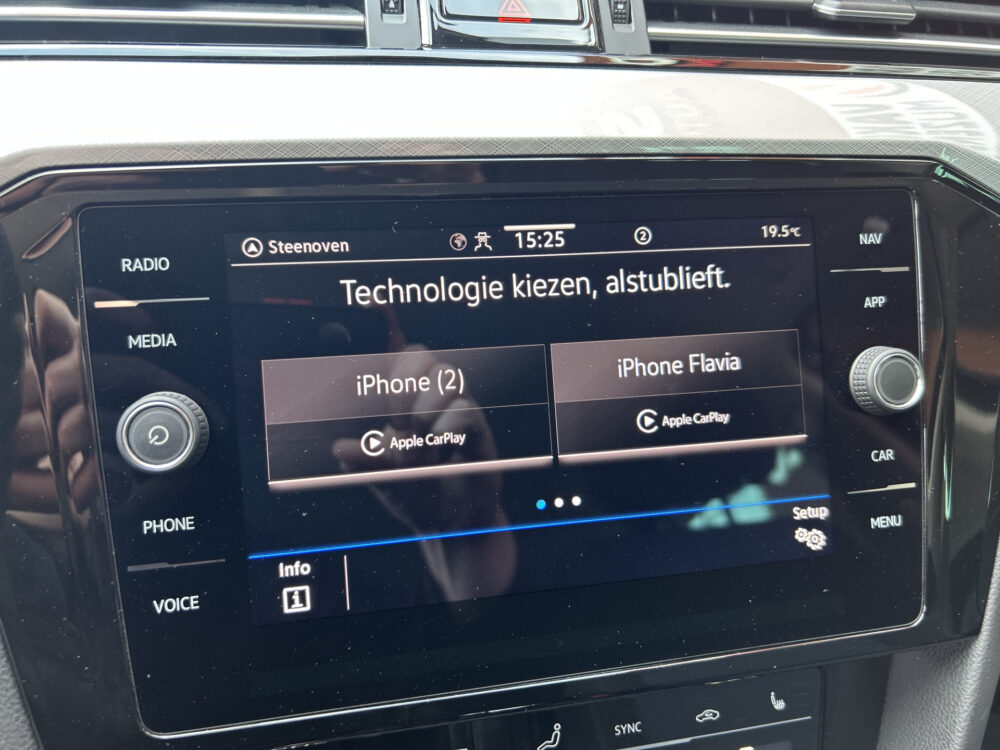 Steenoven
15:25
2
19.5°C
Technologie kiezen, alstublieft.
iPhone (2)
Apple CarPlay
iPhone Flavia
Apple CarPlay
Info
i
Setup
RADIO
MEDIA
PHONE
VOICE
NAV
APP
CAR
MENU
SYNC